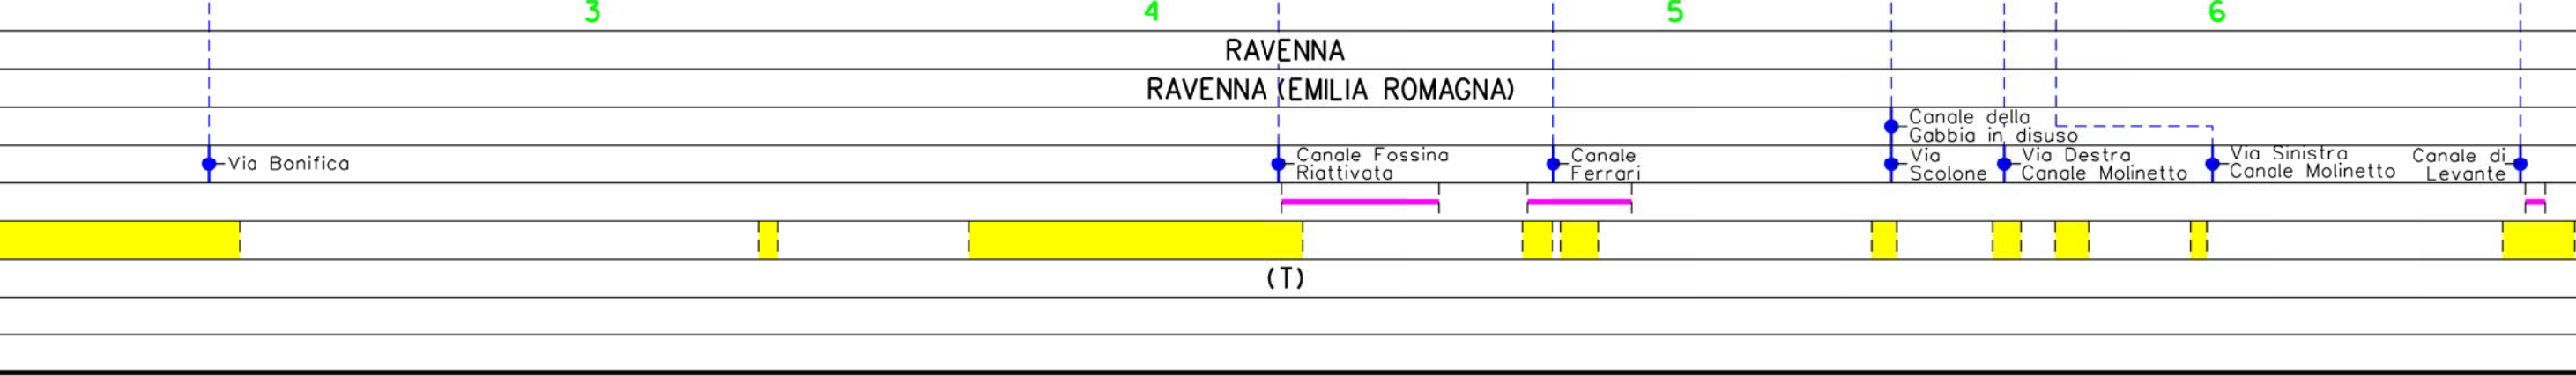 3 4 5 6
RAVENNA
RAVENNA (EMILIA ROMAGNA)
Canale della
Gabbia in disuso
Via Bonifica
Canale Fossina
Riattivata
Canale
Ferrari
Via
Scolone
Via Destra
Canale Molinetto
Via Sinistra
Canale Molinetto
Canale di
Levante
(T)